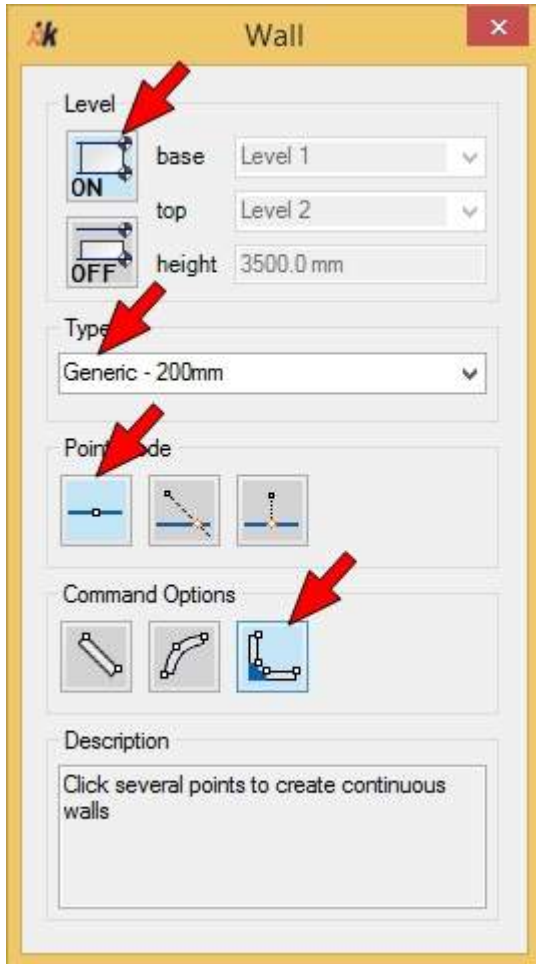 Wall
Level
ON
base
Level 1
top
Level 2
OFF
height
3500.0 mm
Type
Generic - 200mm
Command Options
Description
Click several points to create continuous
walls